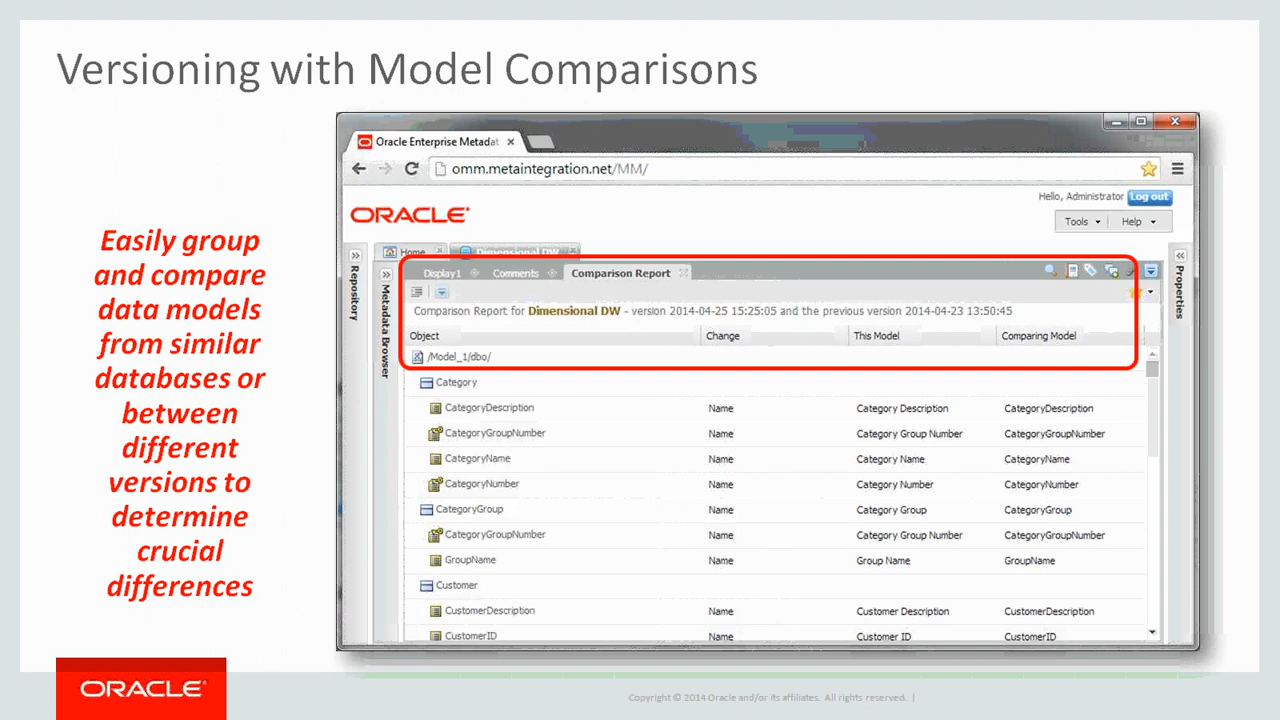 Versioning with Model Comparisons
Easily group
and compare
data models
from similar
databases or
between
different
versions to
determine
crucial
differences
Oracle Enterprise Metadat
omm.metaintegration.net/MM/
Hello, Administrator Log out
ORACLE
Tools Help
Home Dimensional DW
Repository
Metadata Browser
Properties
Display1 Comments Comparison Report
Comparison Report for Dimensional DW - version 2014-04-25 15:25:05 and the previous version 2014-04-23 13:50:45
Object Change This Model Comparing Model
/Model_1/dbo/
Category
CategoryDescription Name Category Description CategoryDescription
CategoryGroupNumber Name Category Group Number CategoryGroupNumber
CategoryName Name Category Name CategoryName
CategoryNumber Name Category Number CategoryNumber
CategoryGroup Name Category Group CategoryGroup
CategoryGroupNumber Name Category Group Number CategoryGroupNumber
GroupName Name Group Name GroupName
Customer
CustomerDescription Name Customer Description CustomerDescription
CustomerID Name Customer ID CustomerID
ORACLE
Copyright © 2014 Oracle and/or its affiliates. All rights reserved. |